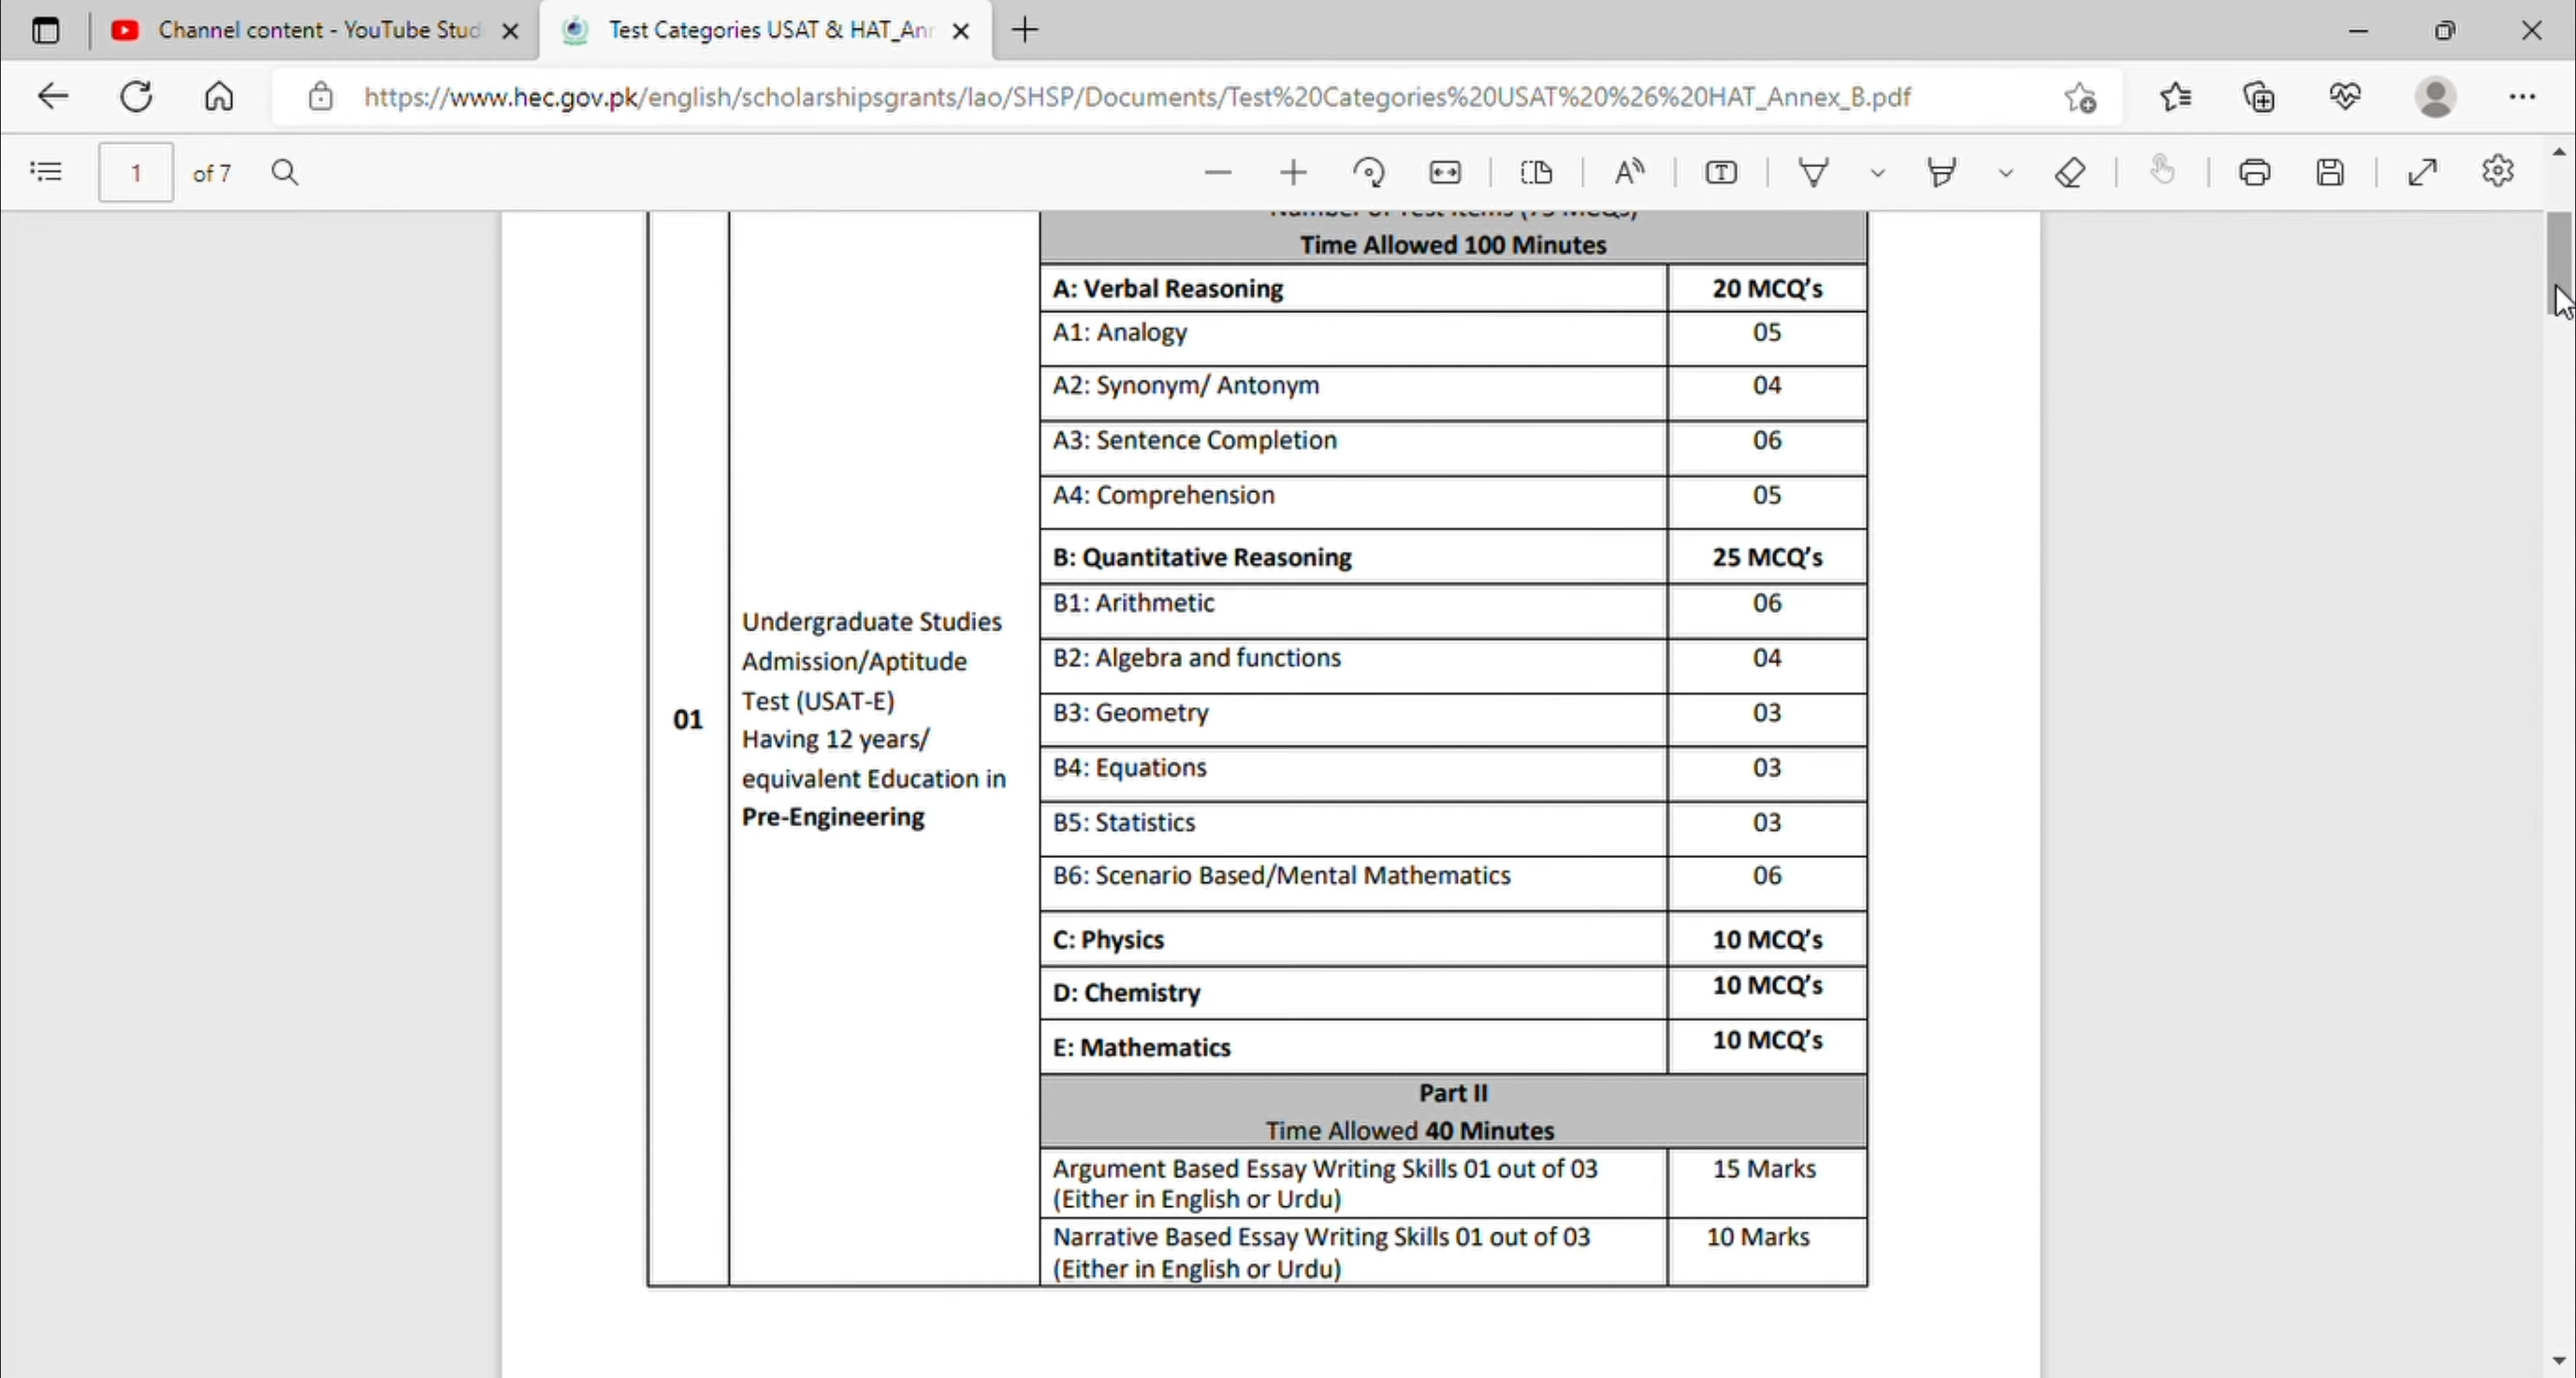 Channel content - YouTube Stud
Test Categories USAT & HAT_Ann
https://www.hec.gov.pk/english/scholarshipsgrants/lao/SHSP/Documents/Test%20Categories%20USAT%20%26%20HAT_Annex_B.pdf
1 of 7
Number of Test Items (75 MCQs)
Time Allowed 100 Minutes
A: Verbal Reasoning 20 MCQ's
A1: Analogy 05
A2: Synonym/ Antonym 04
A3: Sentence Completion 06
A4: Comprehension 05
B: Quantitative Reasoning 25 MCQ's
B1: Arithmetic 06
B2: Algebra and functions 04
B3: Geometry 03
B4: Equations 03
B5: Statistics 03
B6: Scenario Based/Mental Mathematics 06
C: Physics 10 MCQ's
D: Chemistry 10 MCQ's
E: Mathematics 10 MCQ's
01
Undergraduate Studies
Admission/Aptitude
Test (USAT-E)
Having 12 years/
equivalent Education in
Pre-Engineering
Part II
Time Allowed 40 Minutes
Argument Based Essay Writing Skills 01 out of 03 15 Marks
(Either in English or Urdu)
Narrative Based Essay Writing Skills 01 out of 03 10 Marks
(Either in English or Urdu)